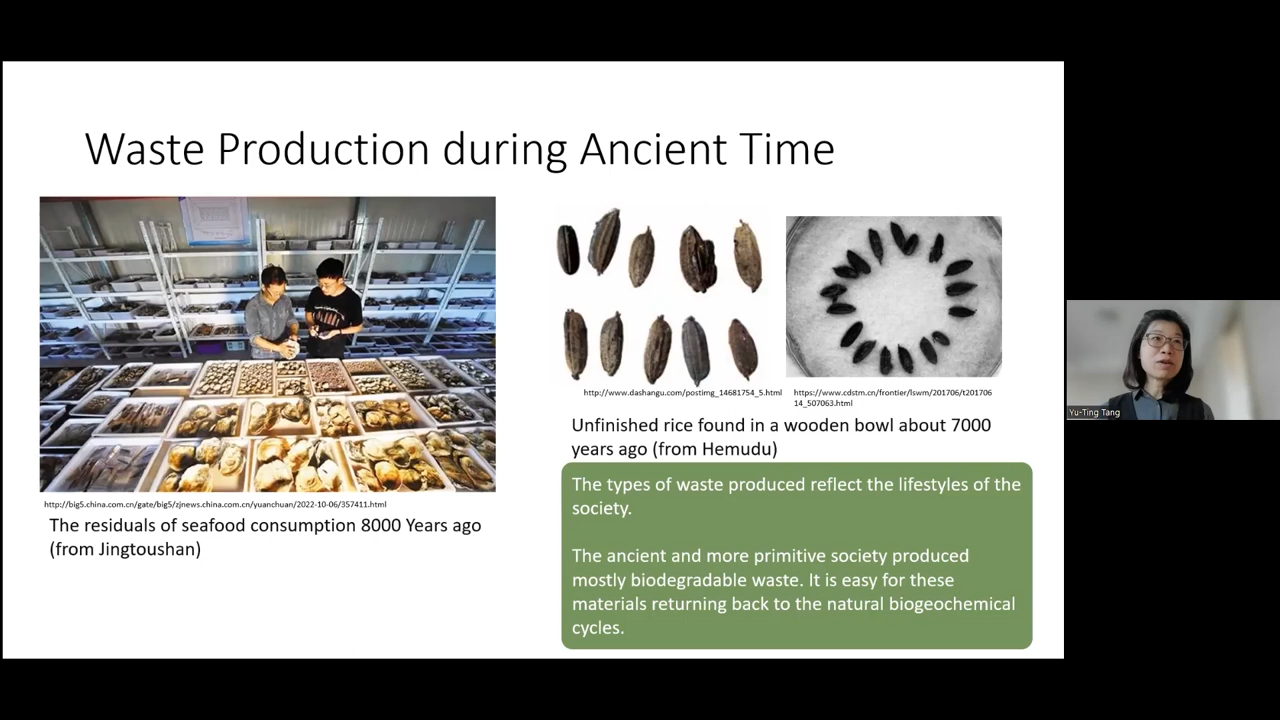 Waste Production during Ancient Time
http://big5.china.com.cn/gate/big5/zjnews.china.com.cn/yuanchuan/2022-10-06/357411.html
The residuals of seafood consumption 8000 Years ago
(from Jingtoushan)
http://www.dashangu.com/postimg_14681754_5.html
https://www.cdstm.cn/frontier/lswm/201706/t201706
14_507063.html
Unfinished rice found in a wooden bowl about 7000
years ago (from Hemudu)
The types of waste produced reflect the lifestyles of the
society.
The ancient and more primitive society produced
mostly biodegradable waste. It is easy for these
materials returning back to the natural biogeochemical
cycles.
Yu-Ting Tang